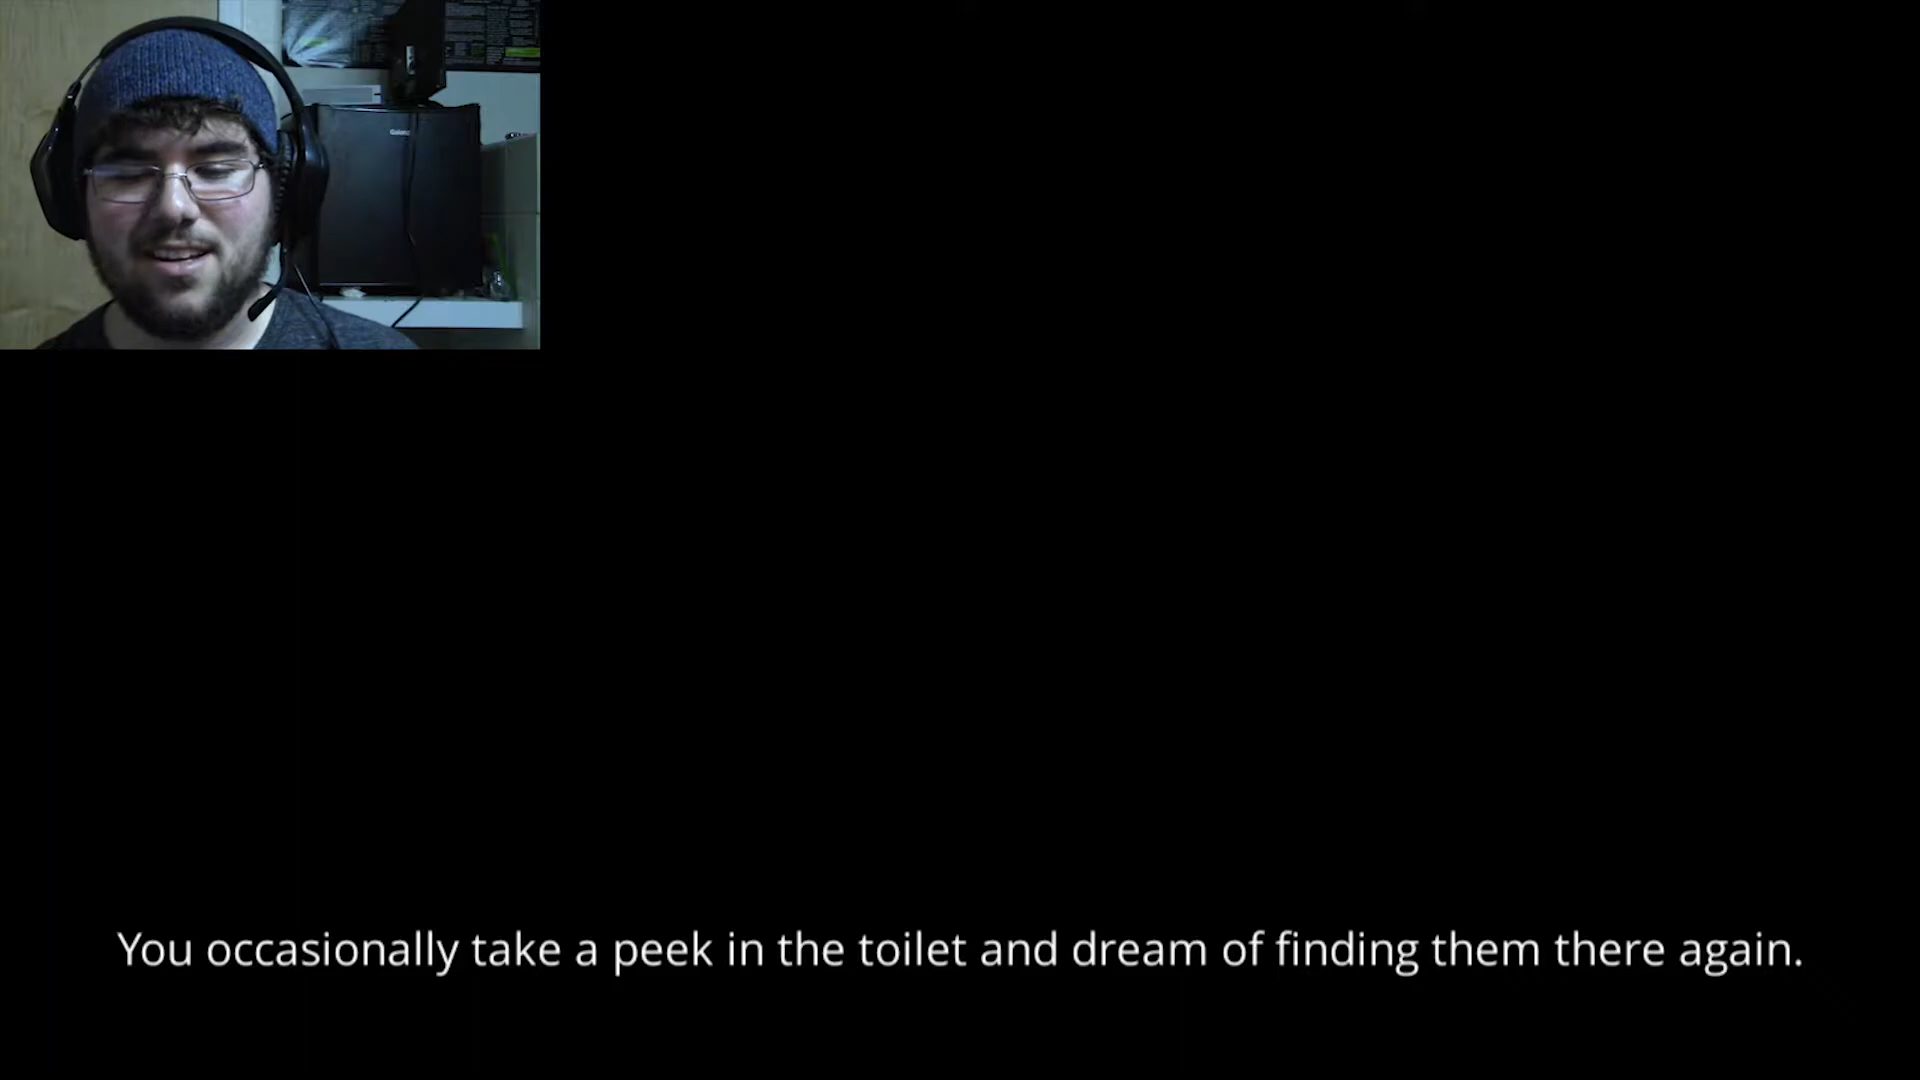 You occasionally take a peek in the toilet and dream of finding them there again.